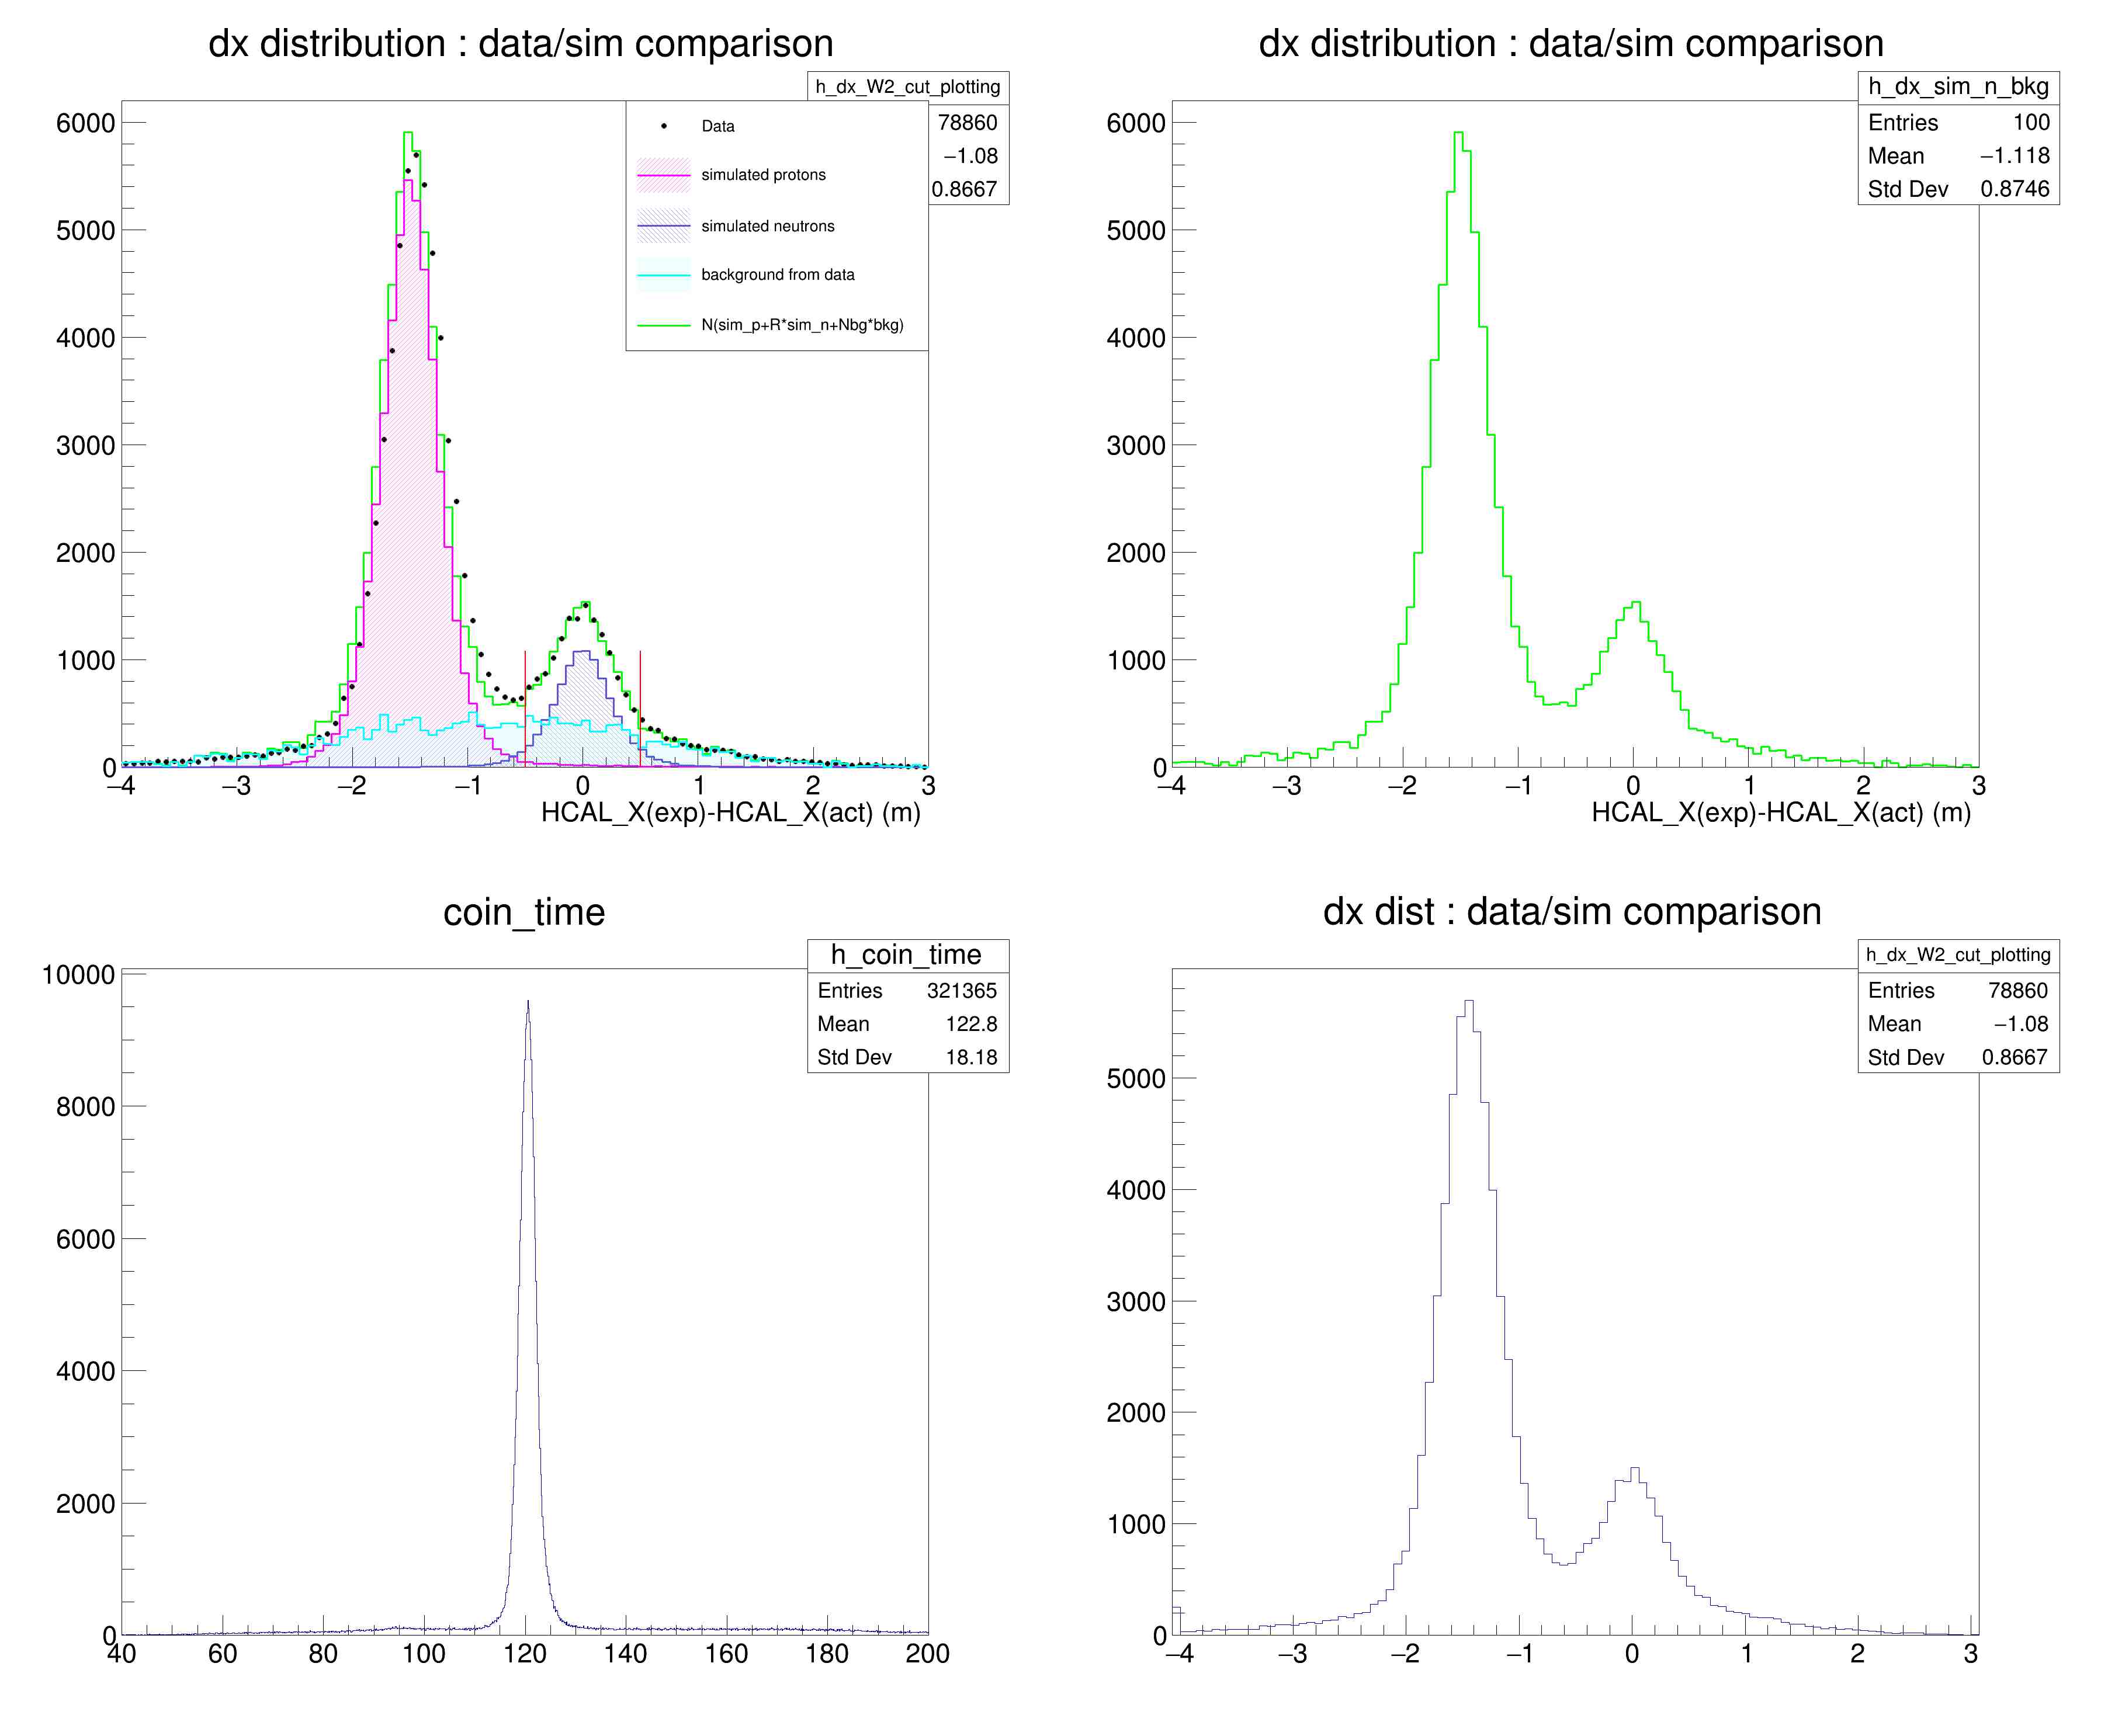 dx distribution : data/sim comparison
h_dx_W2_cut_plotting
78860
−1.08
0.8667
Data
simulated protons
simulated neutrons
background from data
N(sim_p+R*sim_n+Nbg*bkg)
6000
5000
4000
3000
2000
1000
0
−4 −3 −2 −1 0 1 2 3
HCAL_X(exp)-HCAL_X(act) (m)
dx distribution : data/sim comparison
h_dx_sim_n_bkg
Entries 100
Mean −1.118
Std Dev 0.8746
6000
5000
4000
3000
2000
1000
0
−4 −3 −2 −1 0 1 2 3
HCAL_X(exp)-HCAL_X(act) (m)
coin_time
h_coin_time
Entries 321365
Mean 122.8
Std Dev 18.18
10000
8000
6000
4000
2000
0
40 60 80 100 120 140 160 180 200
dx dist : data/sim comparison
h_dx_W2_cut_plotting
Entries 78860
Mean −1.08
Std Dev 0.8667
5000
4000
3000
2000
1000
0
−4 −3 −2 −1 0 1 2 3